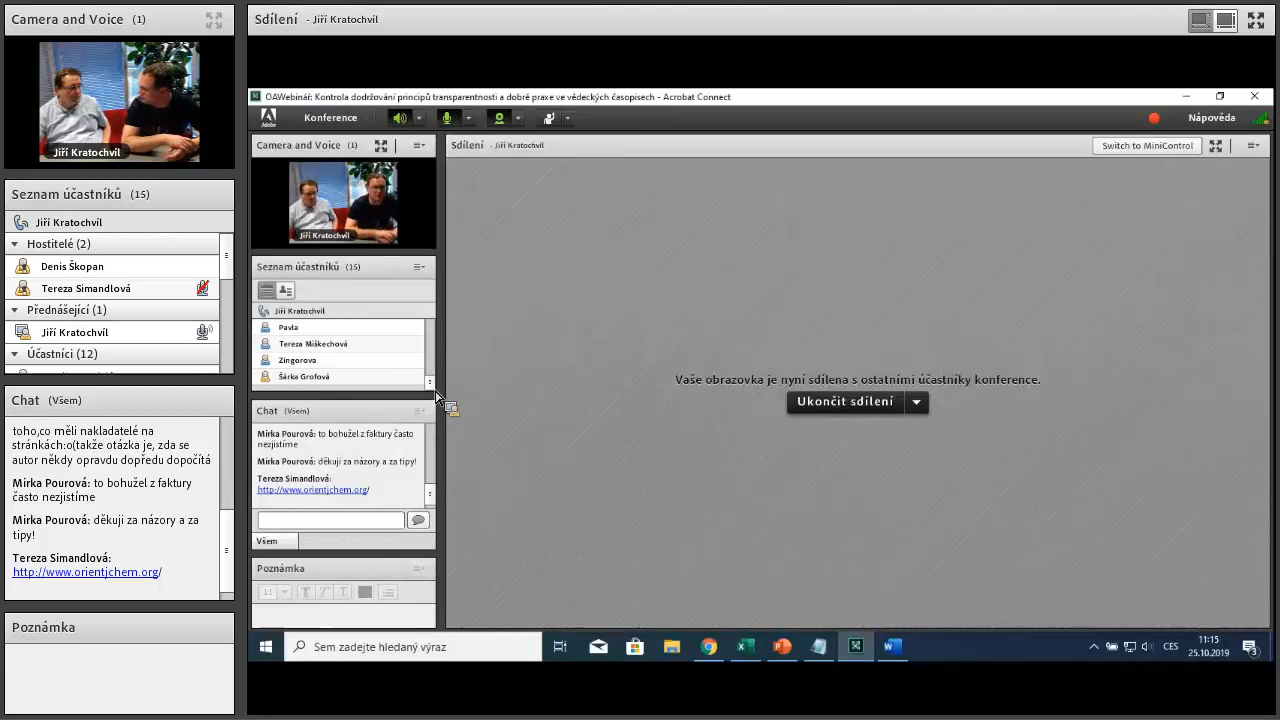 Camera and Voice (1)
Jiří Kratochvíl
Seznam účastníků (15)
Jiří Kratochvíl
Hostitelé (2)
Denis Škopan
Tereza Simandlová
Přednášející (1)
Jiří Kratochvíl
Účastníci (12)
Chat (Všem)
toho,co měli nakladatelé na
stránkách:o(takže otázka je, zda se
autor někdy opravdu dopředu dopočítá
Mirka Pourová: to bohužel z faktury
často nezjistíme
Mirka Pourová: děkuji za názory a za
tipy!
Tereza Simandlová:
http://www.orientjchem.org/
Poznámka
Sdílení - Jiří Kratochvíl
OAWebinář: Kontrola dodržování principů transparentnosti a dobré praxe ve vědeckých časopisech - Acrobat Connect
Adobe
Konference
Nápověda
Camera and Voice (1)
Jiří Kratochvíl
Seznam účastníků (15)
Jiří Kratochvíl
Pavla
Tereza Miškechová
Zingorova
Šárka Grofová
Chat (Všem)
Mirka Pourová: to bohužel z faktury často
nezjistíme
Mirka Pourová: děkuji za názory a za tipy!
Tereza Simandlová:
http://www.orientjchem.org/
Všem
Poznámka
11
T T T
Sdílení - Jiří Kratochvíl
Switch to MiniControl
Vaše obrazovka je nyní sdílena s ostatními účastníky konference.
Ukončit sdílení
Sem zadejte hledaný výraz
CES
11:15
25.10.2019
3